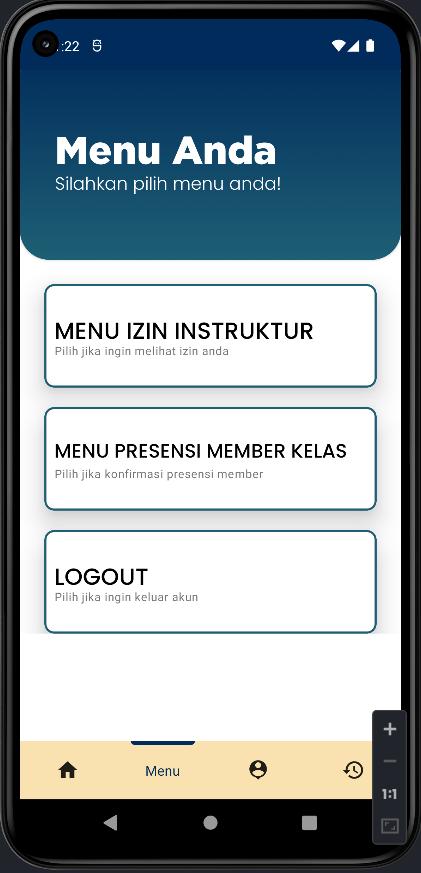 :22
Menu Anda
Silahkan pilih menu anda!
MENU IZIN INSTRUKTUR
Pilih jika ingin melihat izin anda
MENU PRESENSI MEMBER KELAS
Pilih jika konfirmasi presensi member
LOGOUT
Pilih jika ingin keluar akun
Menu
1:1